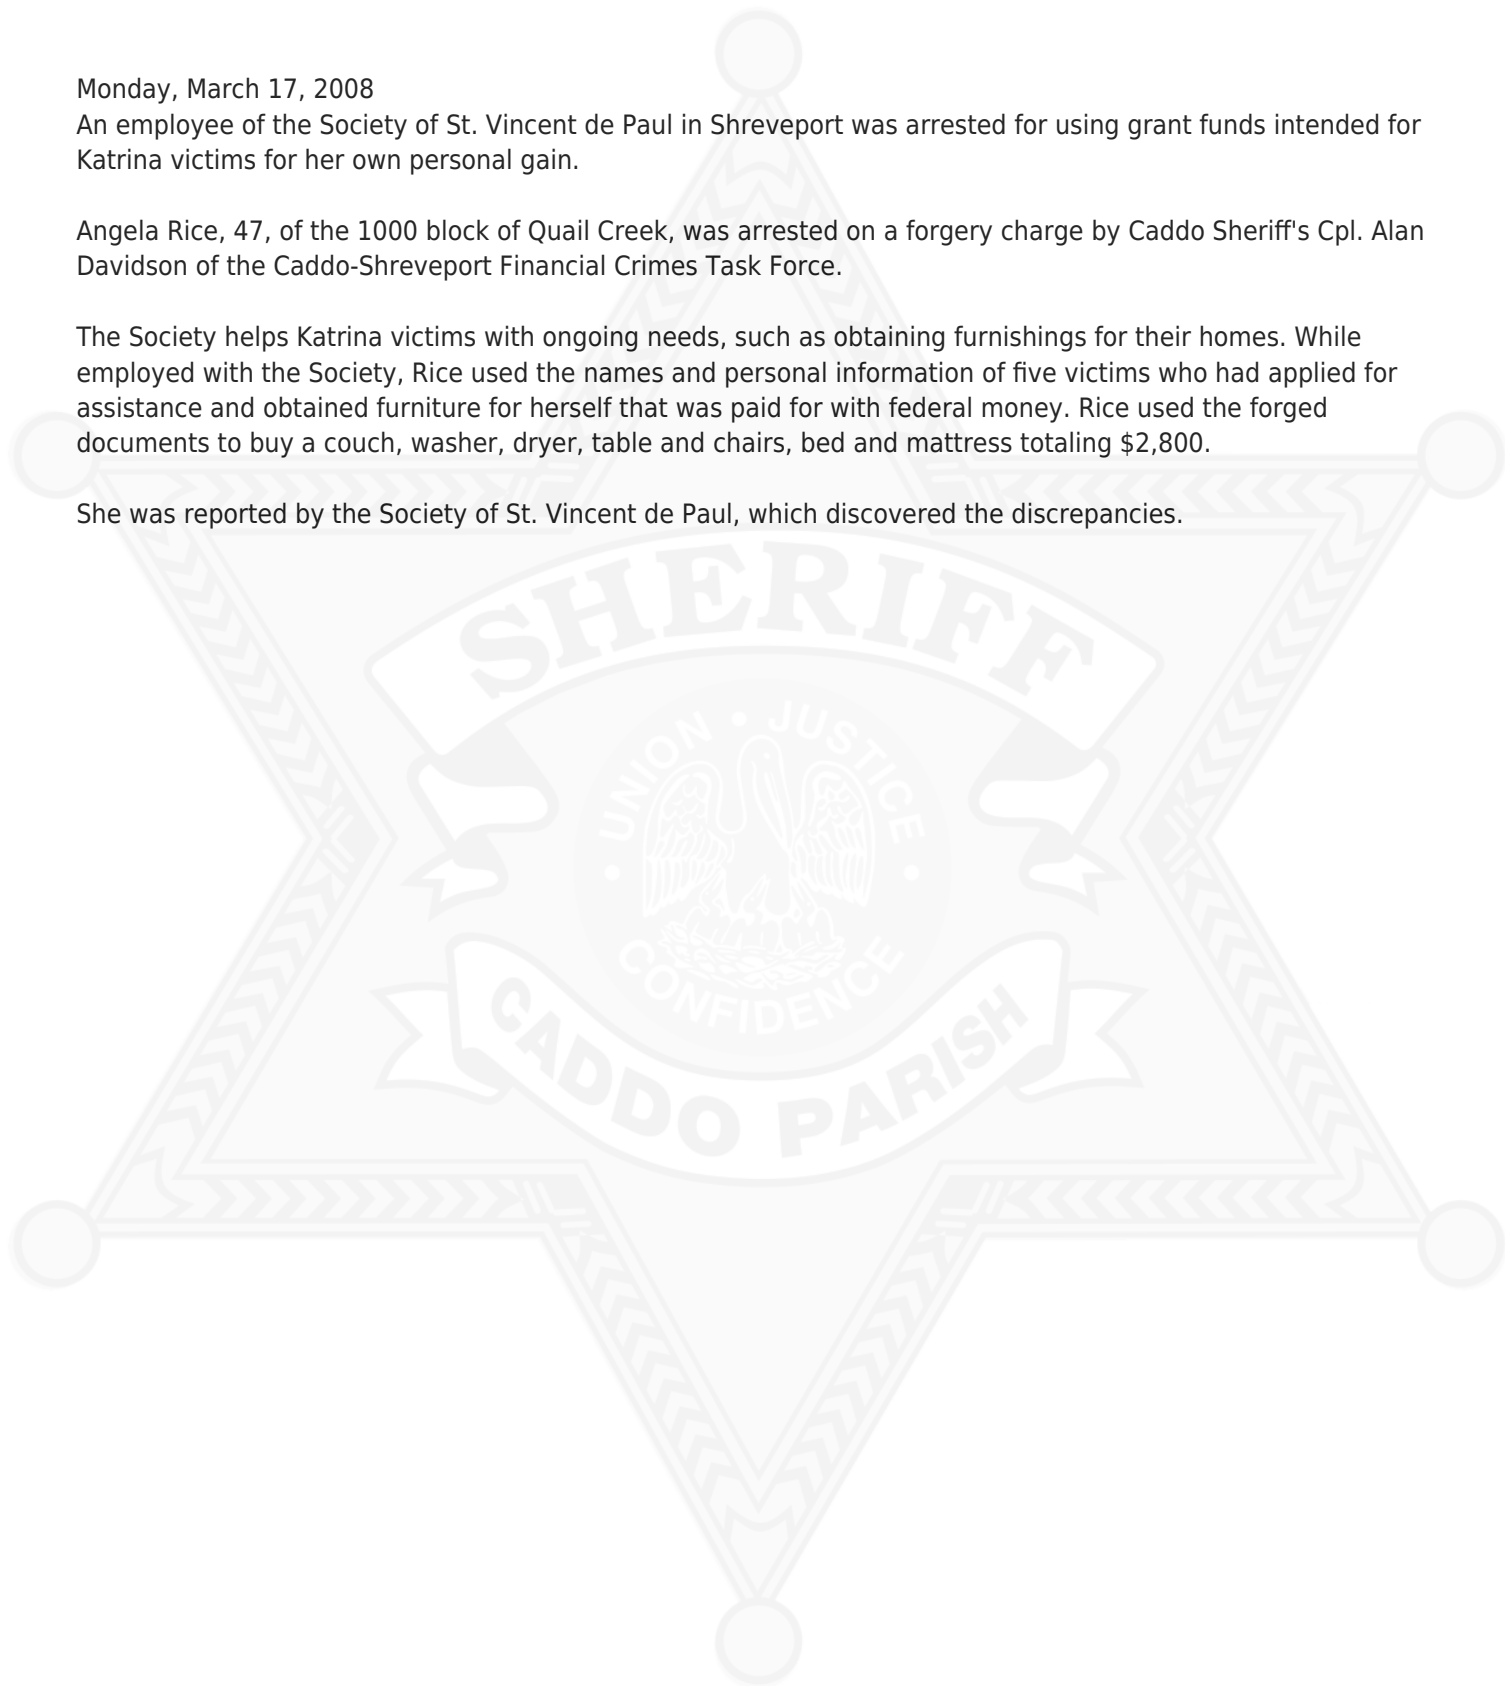 Monday, March 17, 2008
An employee of the Society of St. Vincent de Paul in Shreveport was arrested for using grant funds intended for
Katrina victims for her own personal gain.
Angela Rice, 47, of the 1000 block of Quail Creek, was arrested on a forgery charge by Caddo Sheriff's Cpl. Alan
Davidson of the Caddo-Shreveport Financial Crimes Task Force.
The Society helps Katrina victims with ongoing needs, such as obtaining furnishings for their homes. While
employed with the Society, Rice used the names and personal information of five victims who had applied for
assistance and obtained furniture for herself that was paid for with federal money. Rice used the forged
documents to buy a couch, washer, dryer, table and chairs, bed and mattress totaling $2,800.
She was reported by the Society of St. Vincent de Paul, which discovered the discrepancies.
SHERIFF
UNION • JUSTICE •
• CONFIDENCE
CADDO PARISH